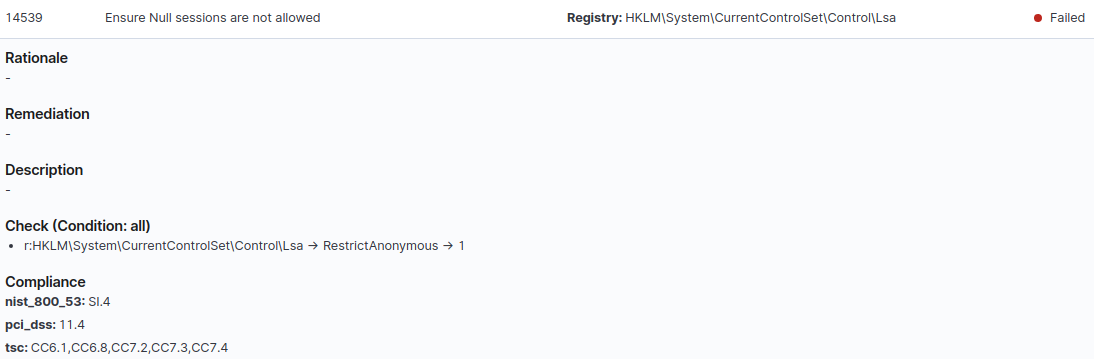 14539 Ensure Null sessions are not allowed Registry: HKLM\System\CurrentControlSet\Control\Lsa Failed
Rationale
-
Remediation
-
Description
-
Check (Condition: all)
• r:HKLM\System\CurrentControlSet\Control\Lsa → RestrictAnonymous → 1
Compliance
nist_800_53: SI.4
pci_dss: 11.4
tsc: CC6.1,CC6.8,CC7.2,CC7.3,CC7.4